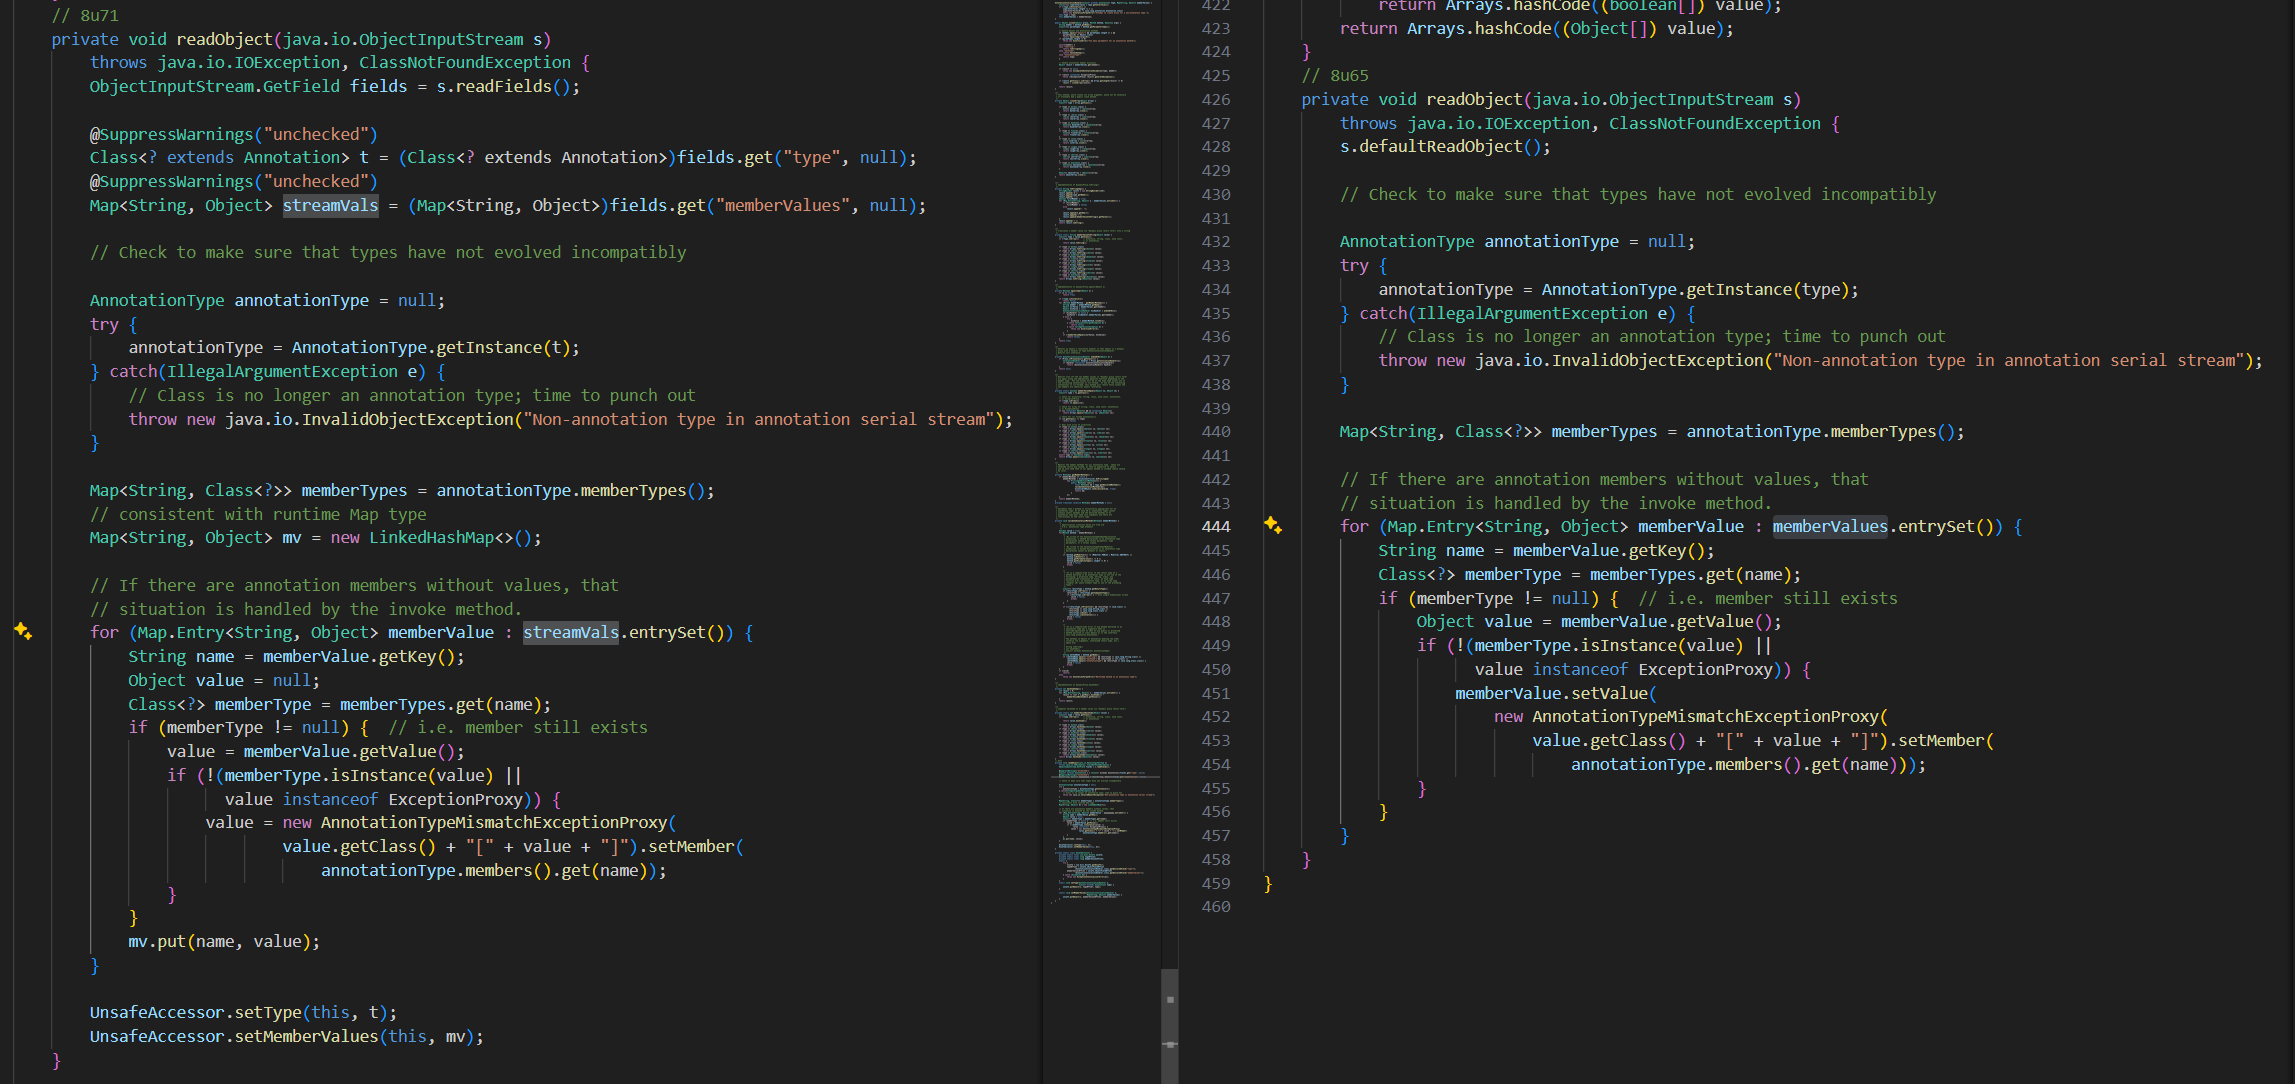 // 8u71
private void readObject(java.io.ObjectInputStream s)
throws java.io.IOException, ClassNotFoundException {
ObjectInputStream.GetField fields = s.readFields();
@SuppressWarnings("unchecked")
Class<? extends Annotation> t = (Class<? extends Annotation>)fields.get("type", null);
@SuppressWarnings("unchecked")
Map<String, Object> streamVals = (Map<String, Object>)fields.get("memberValues", null);
// Check to make sure that types have not evolved incompatibly
AnnotationType annotationType = null;
try {
annotationType = AnnotationType.getInstance(t);
} catch(IllegalArgumentException e) {
// Class is no longer an annotation type; time to punch out
throw new java.io.InvalidObjectException("Non-annotation type in annotation serial stream");
}
Map<String, Class<?>> memberTypes = annotationType.memberTypes();
// consistent with runtime Map type
Map<String, Object> mv = new LinkedHashMap<>();
// If there are annotation members without values, that
// situation is handled by the invoke method.
for (Map.Entry<String, Object> memberValue : streamVals.entrySet()) {
String name = memberValue.getKey();
Object value = null;
Class<?> memberType = memberTypes.get(name);
if (memberType != null) {  // i.e. member still exists
value = memberValue.getValue();
if (!(memberType.isInstance(value) ||
value instanceof ExceptionProxy)) {
value = new AnnotationTypeMismatchExceptionProxy(
value.getClass() + "[" + value + "]").setMember(
annotationType.members().get(name));
}
}
mv.put(name, value);
}
UnsafeAccessor.setType(this, t);
UnsafeAccessor.setMemberValues(this, mv);
}
422 return Arrays.hashCode((boolean[]) value);
423 return Arrays.hashCode((Object[]) value);
424 }
425 // 8u65
426 private void readObject(java.io.ObjectInputStream s)
427 throws java.io.IOException, ClassNotFoundException {
428 s.defaultReadObject();
429
430 // Check to make sure that types have not evolved incompatibly
431
432 AnnotationType annotationType = null;
433 try {
434 annotationType = AnnotationType.getInstance(type);
435 } catch(IllegalArgumentException e) {
436 // Class is no longer an annotation type; time to punch out
437 throw new java.io.InvalidObjectException("Non-annotation type in annotation serial stream");
438 }
439
440 Map<String, Class<?>> memberTypes = annotationType.memberTypes();
441
442 // If there are annotation members without values, that
443 // situation is handled by the invoke method.
444 for (Map.Entry<String, Object> memberValue : memberValues.entrySet()) {
445 String name = memberValue.getKey();
446 Class<?> memberType = memberTypes.get(name);
447 if (memberType != null) {  // i.e. member still exists
448 Object value = memberValue.getValue();
449 if (!(memberType.isInstance(value) ||
450 value instanceof ExceptionProxy)) {
451 memberValue.setValue(
452 new AnnotationTypeMismatchExceptionProxy(
453 value.getClass() + "[" + value + "]").setMember(
454 annotationType.members().get(name)));
455 }
456 }
457 }
458 }
459 }
460